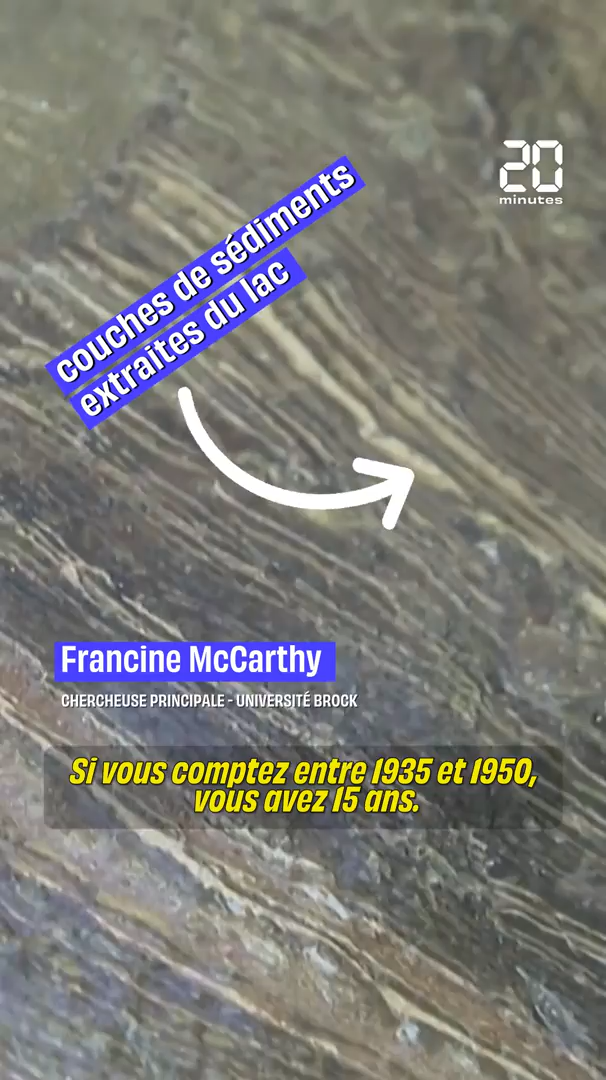 20
minutes
couches de sédiments
extraites du lac
Francine McCarthy
CHERCHEUSE PRINCIPALE - UNIVERSITÉ BROCK
Si vous comptez entre 1935 et 1950,
vous avez 15 ans.